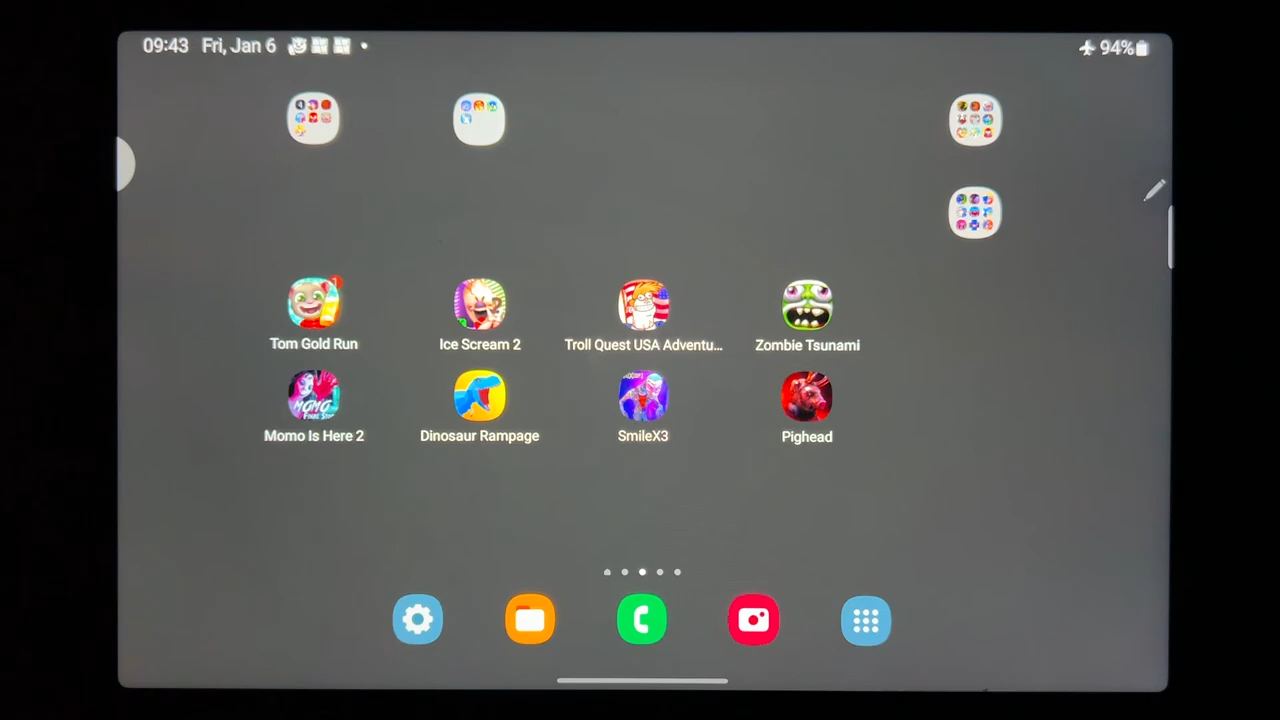 09:43 Fri, Jan 6
94%
Tom Gold Run
Ice Scream 2
Troll Quest USA Adventu...
Zombie Tsunami
MOMO
Momo Is Here 2
Dinosaur Rampage
SmileX3
Pighead